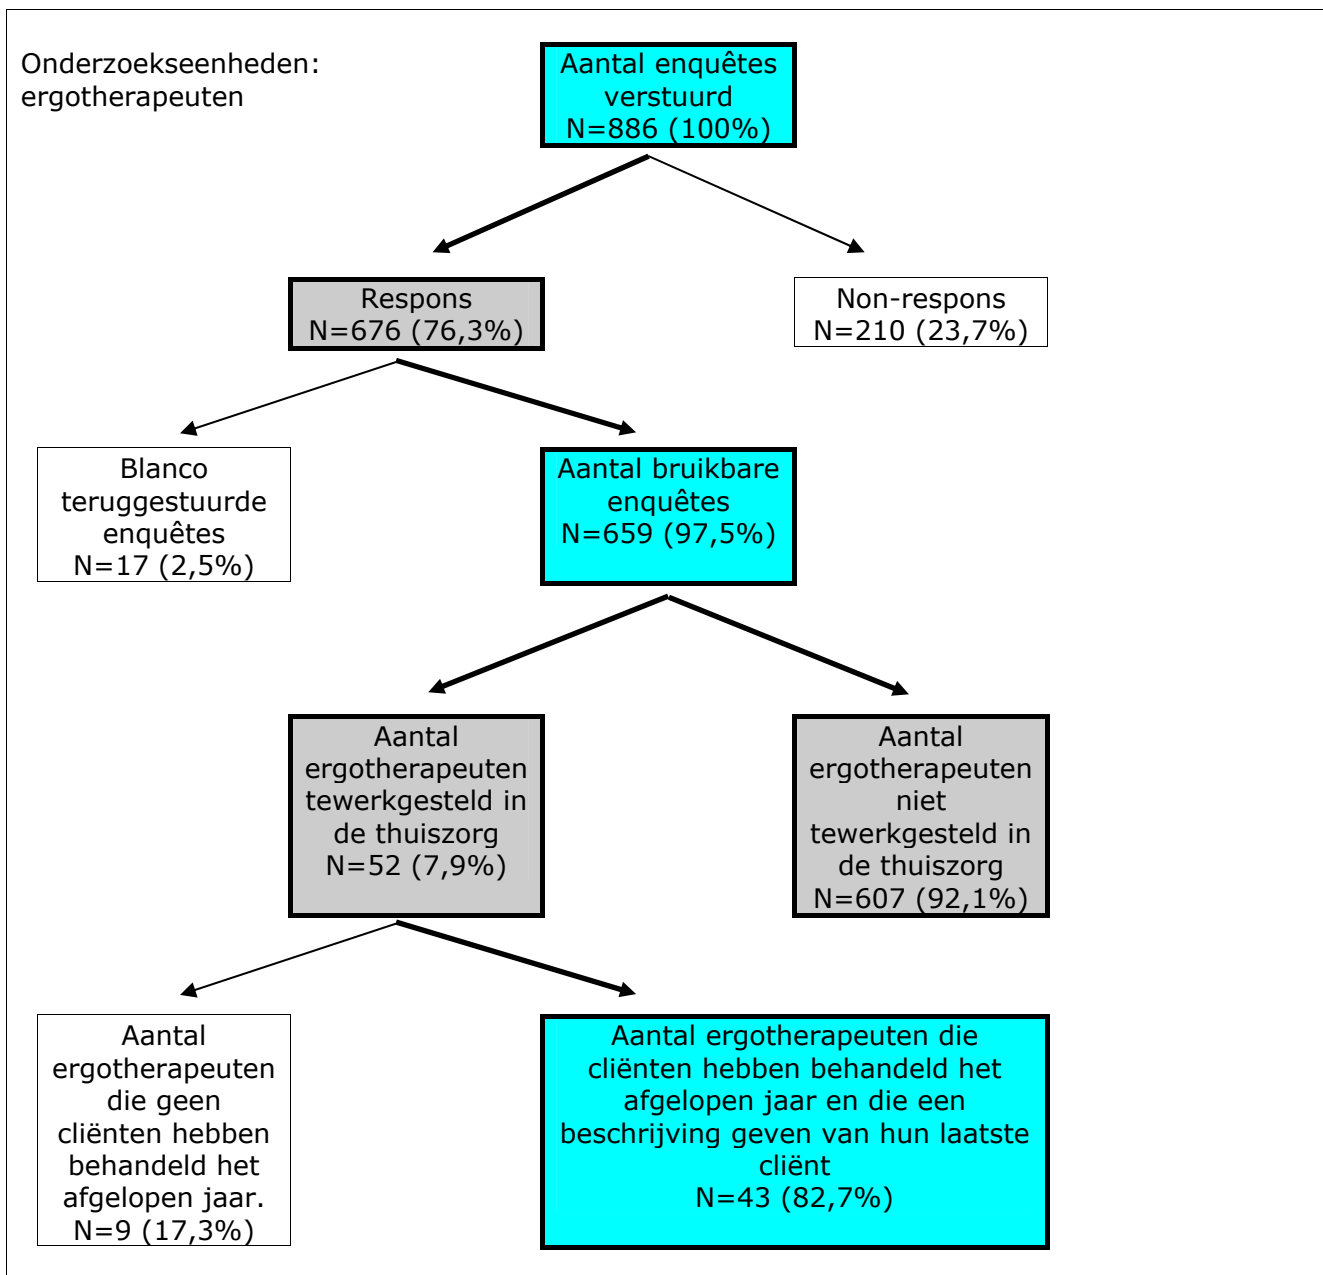 Onderzoekseenheden:
ergotherapeuten
Aantal enquêtes
verstuurd
N=886 (100%)
Respons
N=676 (76,3%)
Non-respons
N=210 (23,7%)
Blanco
teruggestuurde
enquêtes
N=17 (2,5%)
Aantal bruikbare
enquêtes
N=659 (97,5%)
Aantal
ergotherapeuten
tewerkgesteld in
de thuiszorg
N=52 (7,9%)
Aantal
ergotherapeuten
niet
tewerkgesteld in
de thuiszorg
N=607 (92,1%)
Aantal
ergotherapeuten
die geen
cliënten hebben
behandeld het
afgelopen jaar.
N=9 (17,3%)
Aantal ergotherapeuten die
cliënten hebben behandeld het
afgelopen jaar en die een
beschrijving geven van hun laatste
cliënt
N=43 (82,7%)